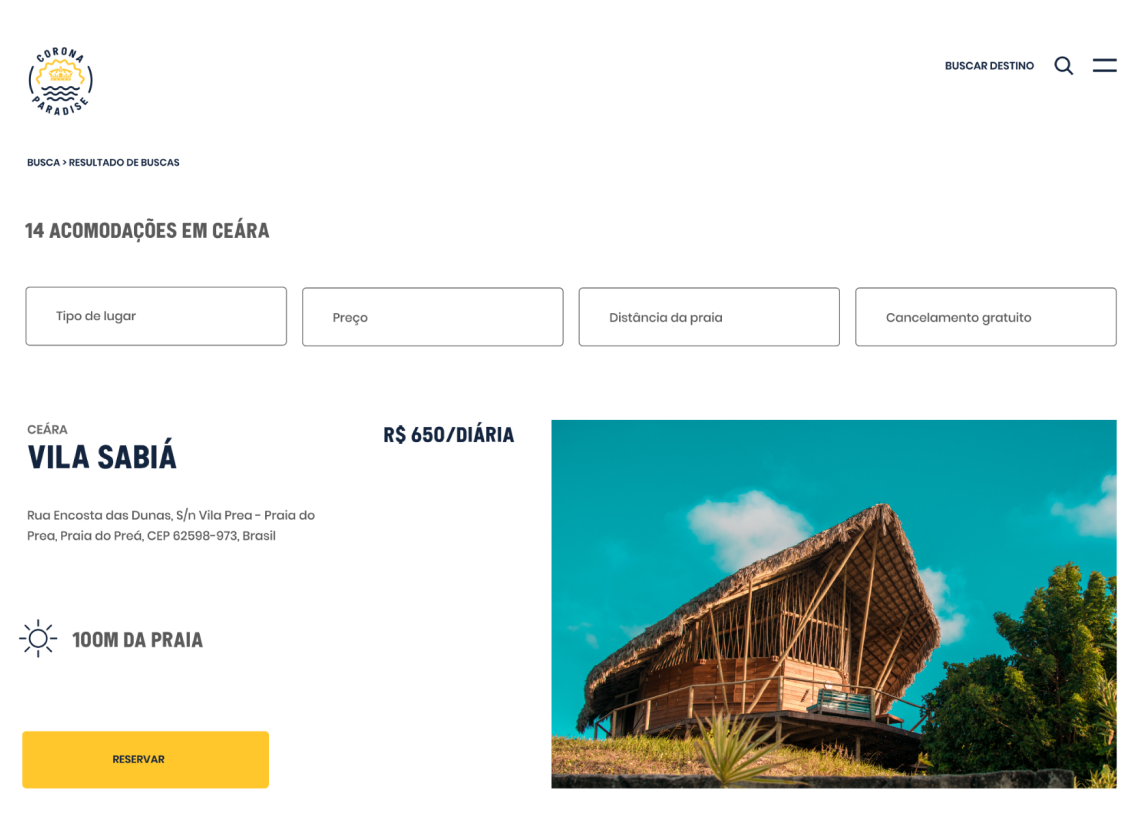 CORONA
PARADISE
BUSCAR DESTINO
BUSCA > RESULTADO DE BUSCAS
14 ACOMODAÇÕES EM CEÁRA
Tipo de lugar
Preço
Distância da praia
Cancelamento gratuito
CEÁRA
VILA SABIÁ
R$ 650/DIÁRIA
Rua Encosta das Dunas, S/n Vila Prea - Praia do
Prea, Praia do Preá, CEP 62598-973, Brasil
100M DA PRAIA
RESERVAR